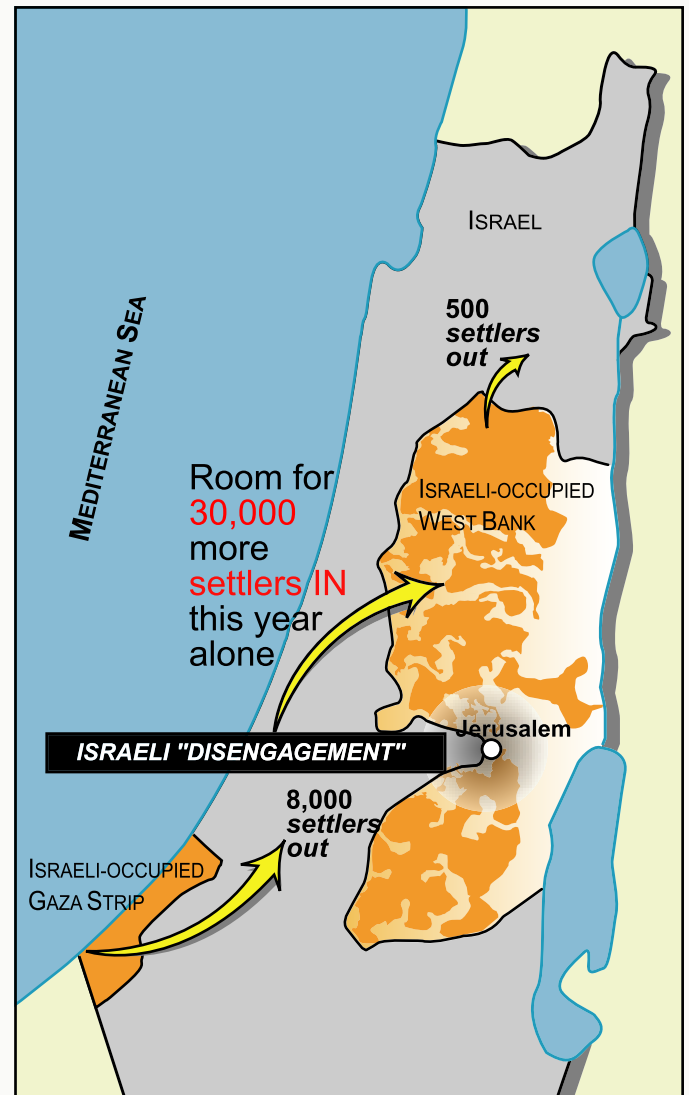 ISRAEL
500
settlers
out
MEDITERRANEAN SEA
Room for
30,000
more
settlers IN
this year
alone
ISRAELI-OCCUPIED
WEST BANK
Jerusalem
ISRAELI "DISENGAGEMENT"
8,000
settlers
out
ISRAELI-OCCUPIED
GAZA STRIP